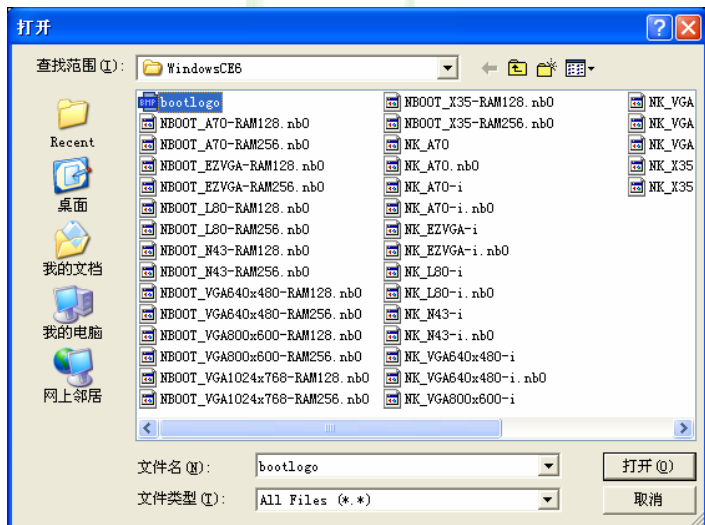 打开
查找范围(I):
WindowsCE6
Recent
桌面
我的文档
我的电脑
网上邻居
BMP
bootlogo
NBOOT_A70-RAM128.nb0
NBOOT_A70-RAM256.nb0
NBOOT_EZVGA-RAM128.nb0
NBOOT_EZVGA-RAM256.nb0
NBOOT_L80-RAM128.nb0
NBOOT_L80-RAM256.nb0
NBOOT_N43-RAM128.nb0
NBOOT_N43-RAM256.nb0
NBOOT_VGA640x480-RAM128.nb0
NBOOT_VGA640x480-RAM256.nb0
NBOOT_VGA800x600-RAM128.nb0
NBOOT_VGA800x600-RAM256.nb0
NBOOT_VGA1024x768-RAM128.nb0
NBOOT_VGA1024x768-RAM256.nb0
NBOOT_X35-RAM128.nb0
NBOOT_X35-RAM256.nb0
NK_A70
NK_A70.nb0
NK_A70-i
NK_A70-i.nb0
NK_EZVGA-i
NK_EZVGA-i.nb0
NK_L80-i
NK_L80-i.nb0
NK_N43-i
NK_N43-i.nb0
NK_VGA640x480-i
NK_VGA640x480-i.nb0
NK_VGA800x600-i
NK_VGA
NK_VGA
NK_VGA
NK_X35
NK_X35
文件名(N):
bootlogo
打开(O)
文件类型(T):
All Files (*.*)
取消